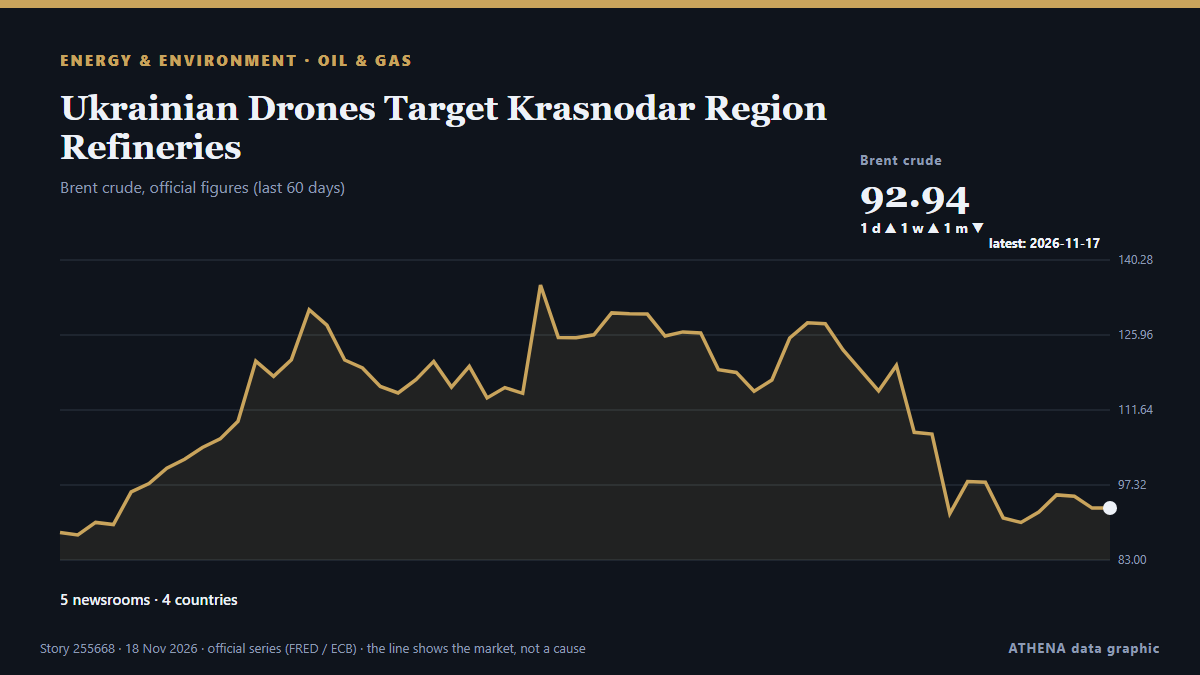 ENERGY & ENVIRONMENT · OIL & GAS
Ukrainian Drones Target Krasnodar Region
Refineries
Brent crude, official figures (last 60 days)
Brent crude
92.94
1 d ▲ 1 w ▲ 1 m ▼
latest: 2026-11-17
140.28
125.96
111.64
97.32
83.00
5 newsrooms · 4 countries
Story 255668 · 18 Nov 2026 · official series (FRED / ECB) · the line shows the market, not a cause
ATHENA data graphic